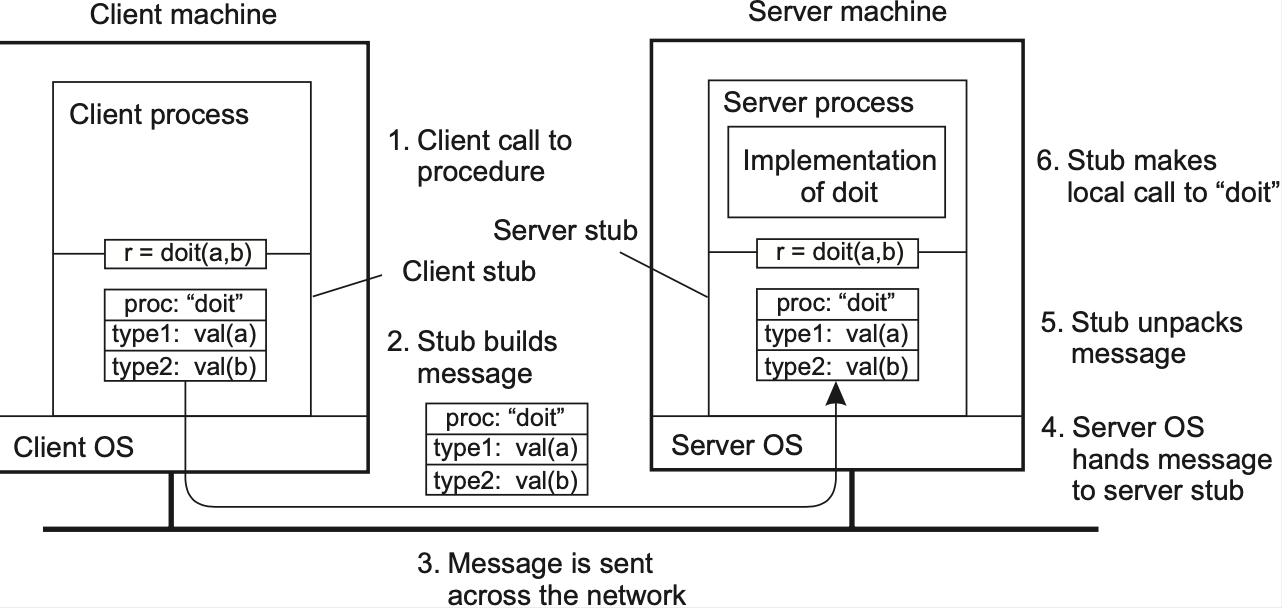 Client machine
Server machine
Client process
1. Client call to
procedure
r = doit(a,b)
Client stub
proc: “doit”
type1: val(a)
type2: val(b)
2. Stub builds
message
proc: “doit”
type1: val(a)
type2: val(b)
Client OS
3. Message is sent
across the network
Server process
Implementation
of doit
Server stub
r = doit(a,b)
proc: “doit”
type1: val(a)
type2: val(b)
Server OS
6. Stub makes
local call to “doit”
5. Stub unpacks
message
4. Server OS
hands message
to server stub